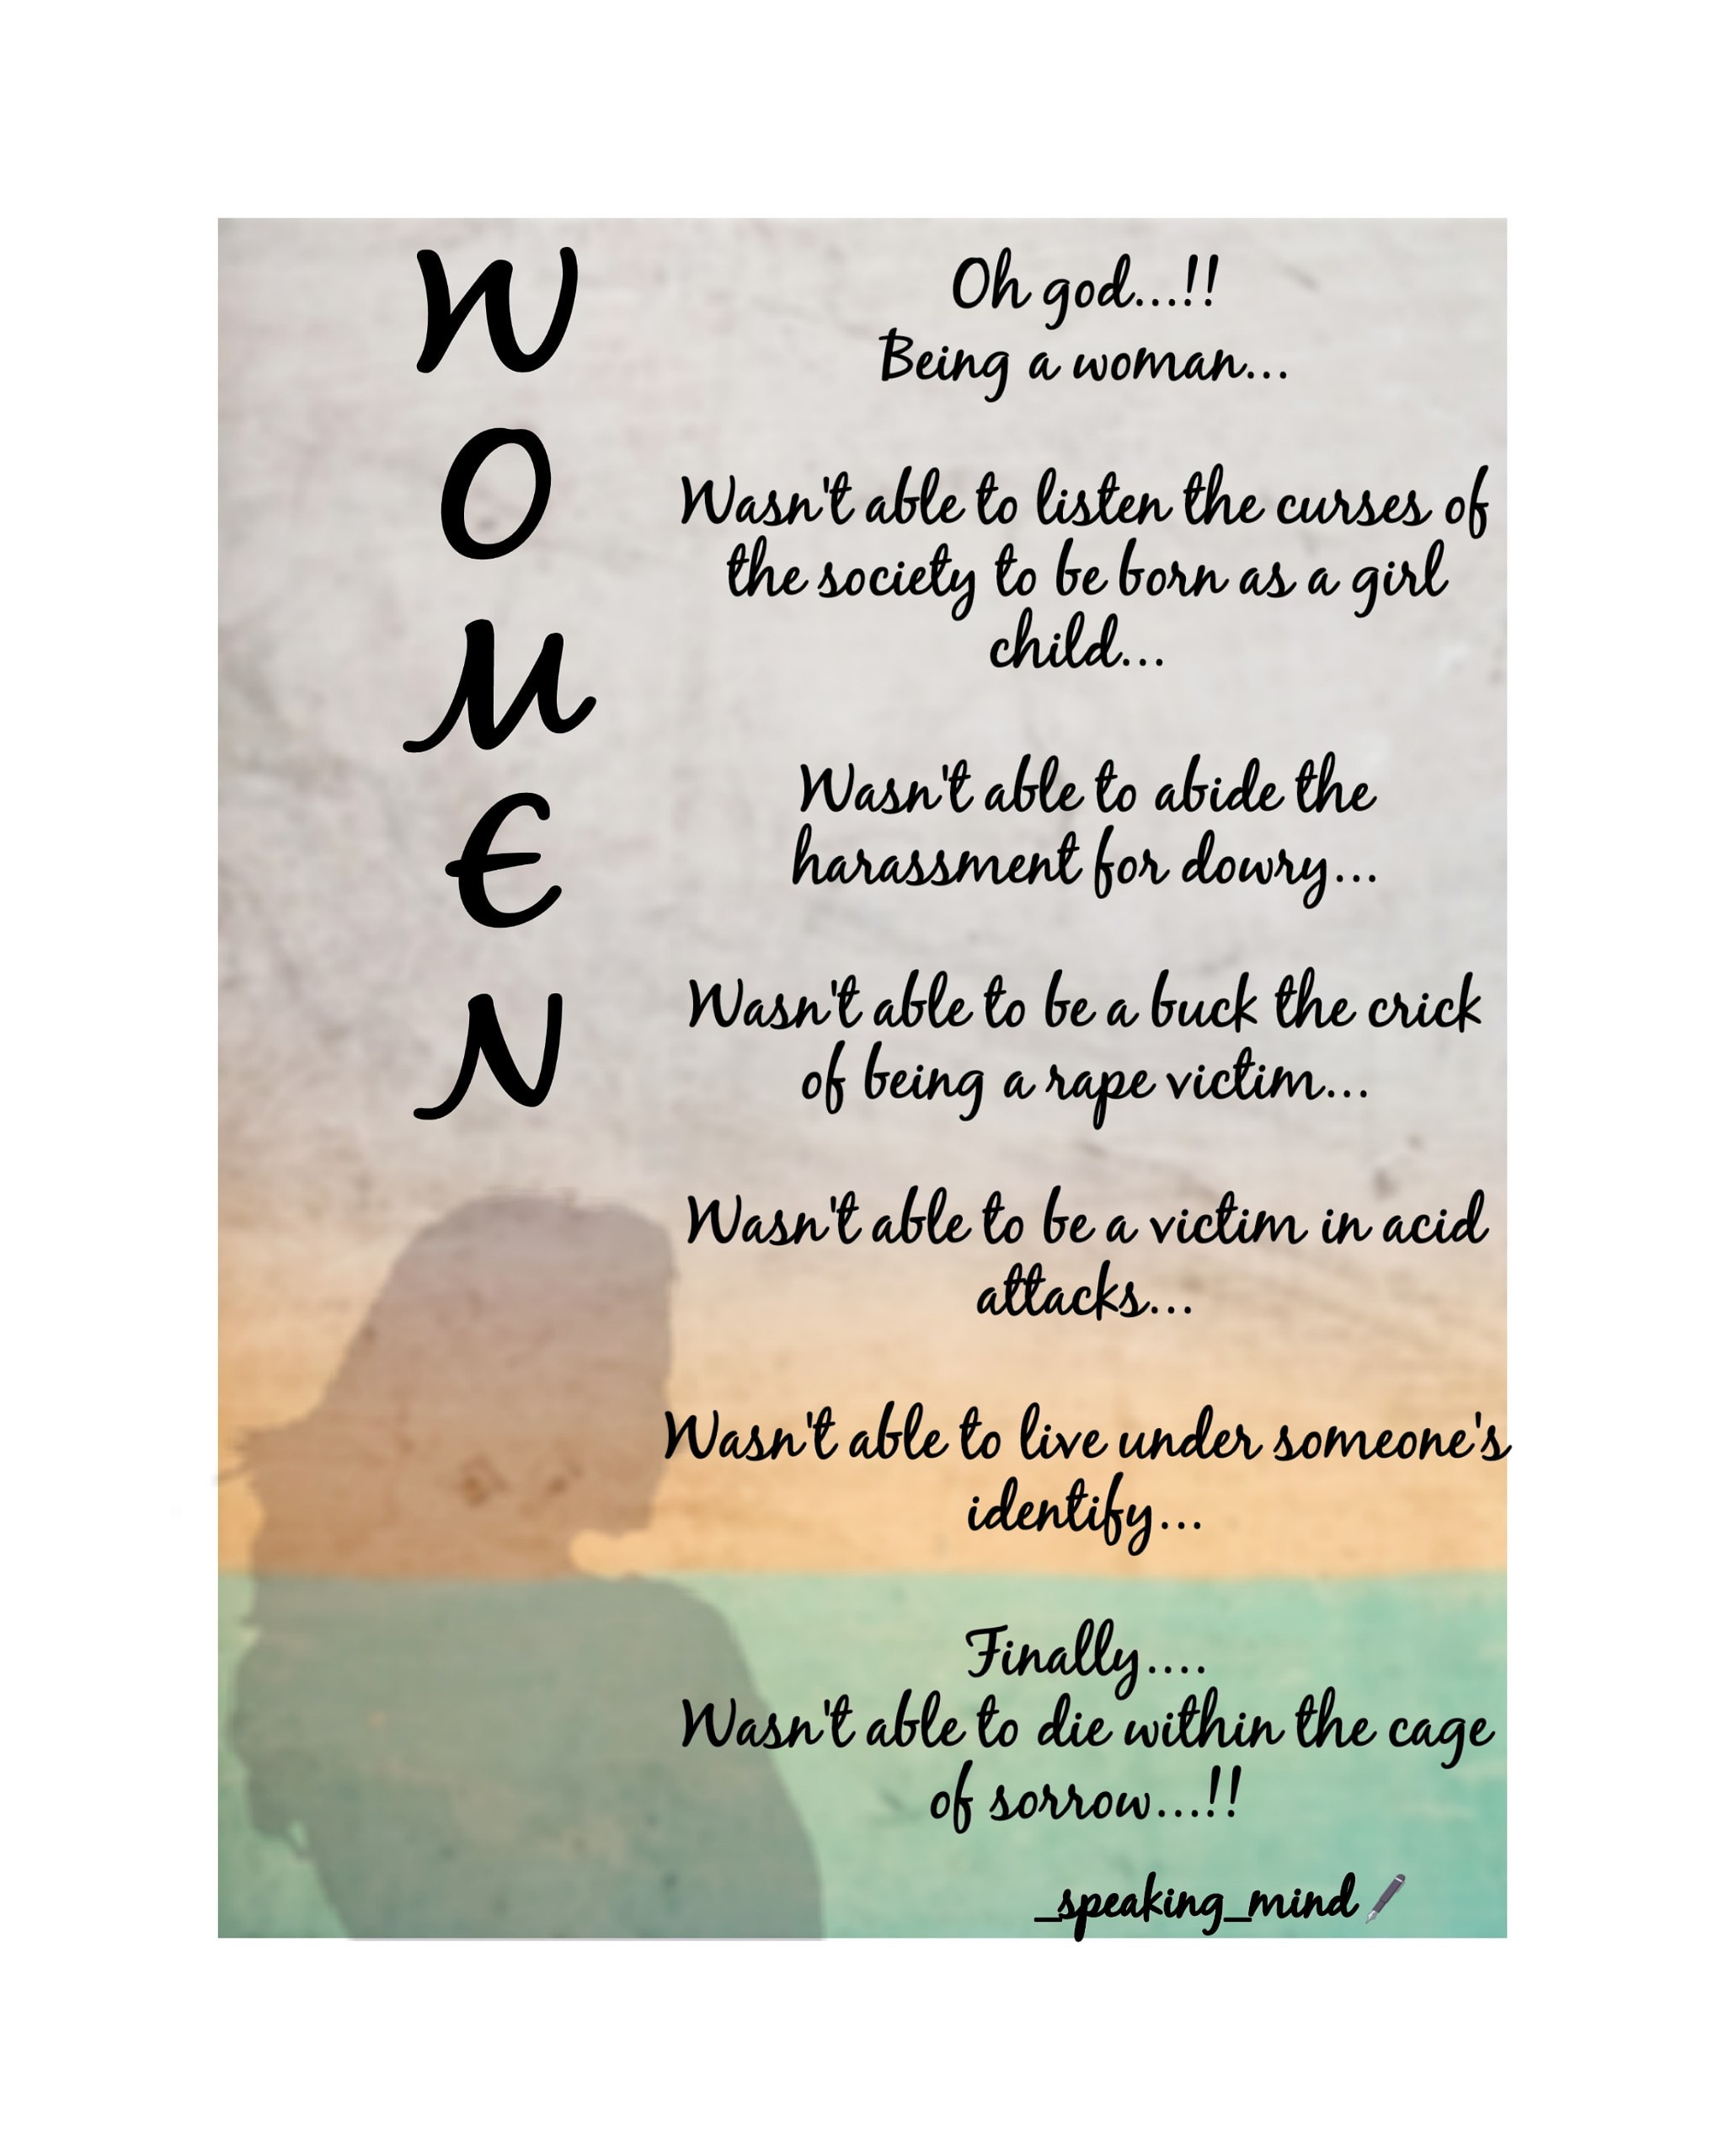 W
O
M
E
N
Oh god...!!
Being a woman...
Wasn't able to listen the curses of
the society to be born as a girl
child...
Wasn't able to abide the
harassment for dowry...
Wasn't able to be a buck the crick
of being a rape victim...
Wasn't able to be a victim in acid
attacks...
Wasn't able to live under someone's
identify...
Finally....
Wasn't able to die within the cage
of sorrow...!!
_speaking_mind🖋